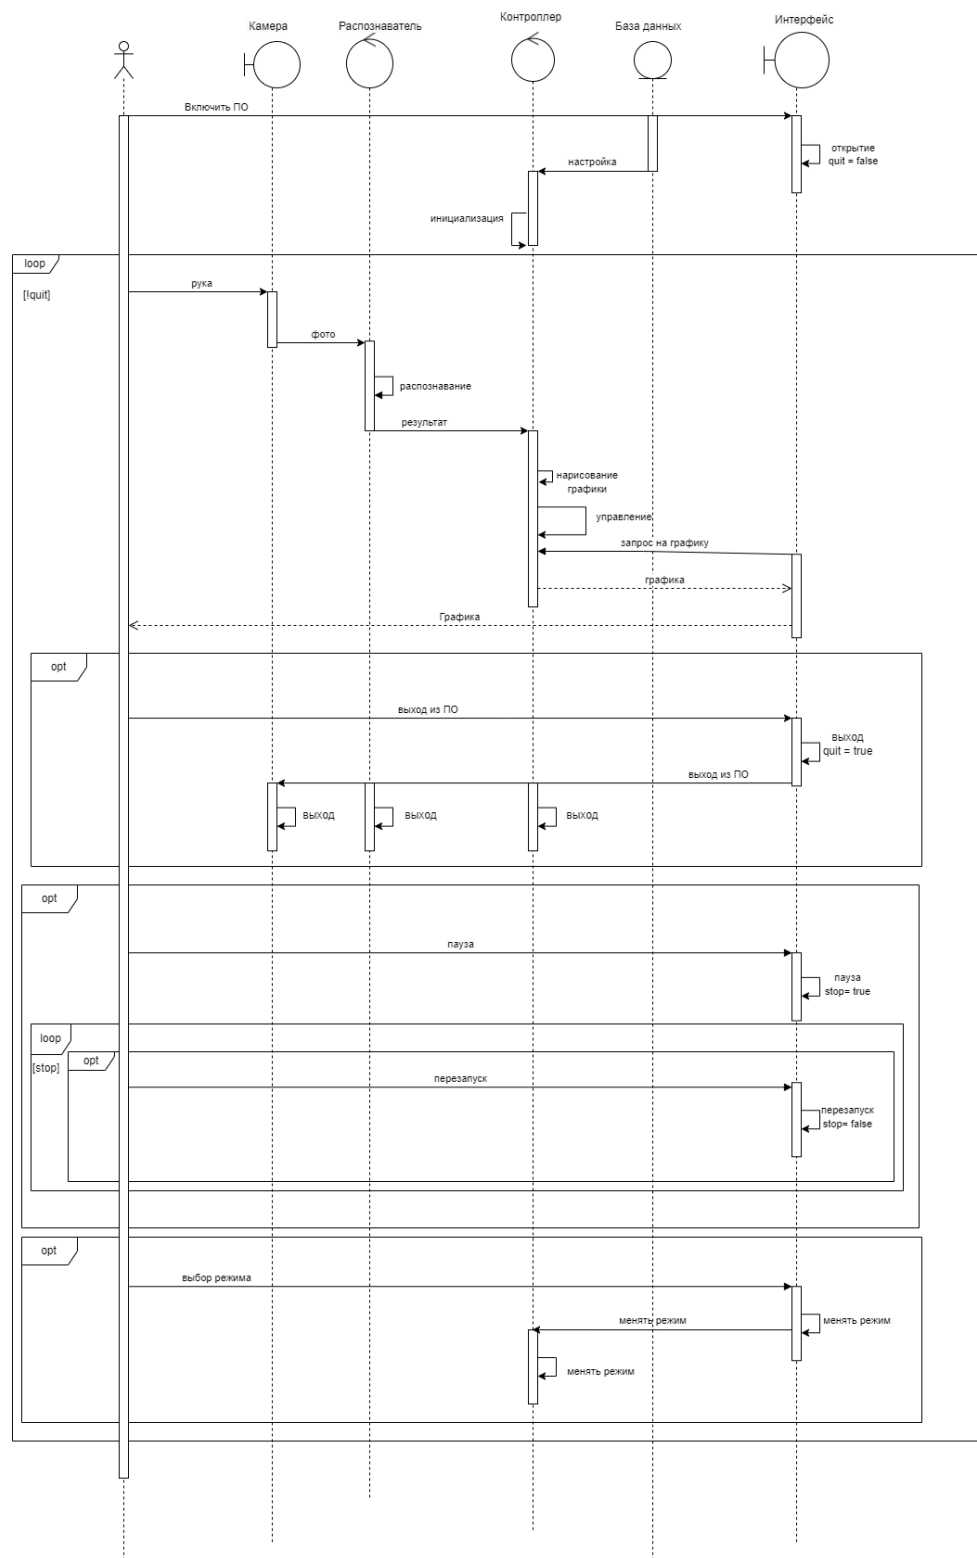 Камера
Распознаватель
Контроллер
База данных
Интерфейс
Включить ПО
открытие
quit = false
настройка
инициализация
loop
[!quit]
рука
фото
распознавание
результат
нарисование
графики
управление
запрос на графику
графика
Графика
opt
выход из ПО
выход
quit = true
выход из ПО
выход
выход
выход
opt
пауза
пауза
stop= true
loop
[stop]
opt
перезапуск
перезапуск
stop= false
opt
выбор режима
менять режим
менять режим
менять режим